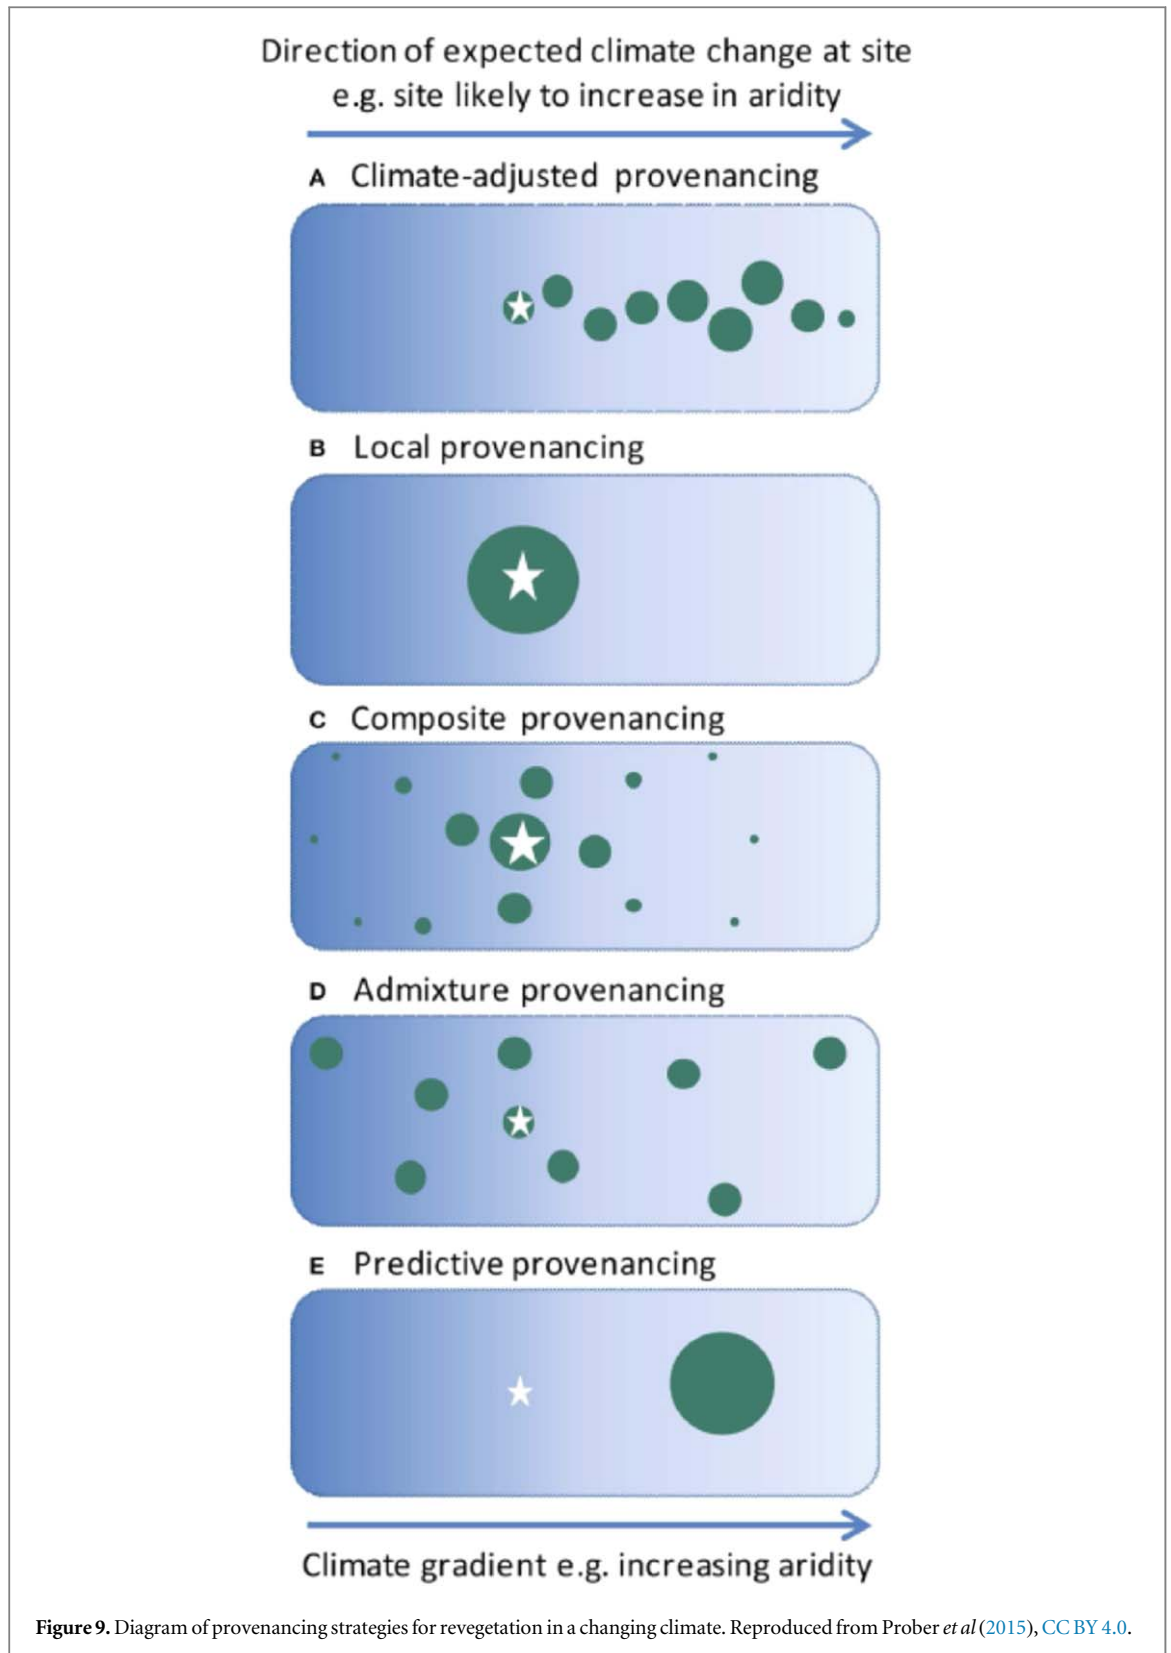 Direction of expected climate change at site
e.g. site likely to increase in aridity
A Climate-adjusted provenancing
B Local provenancing
C Composite provenancing
D Admixture provenancing
E Predictive provenancing
Climate gradient e.g. increasing aridity
Figure 9. Diagram of provenancing strategies for revegetation in a changing climate. Reproduced from Prober et al (2015), CC BY 4.0.